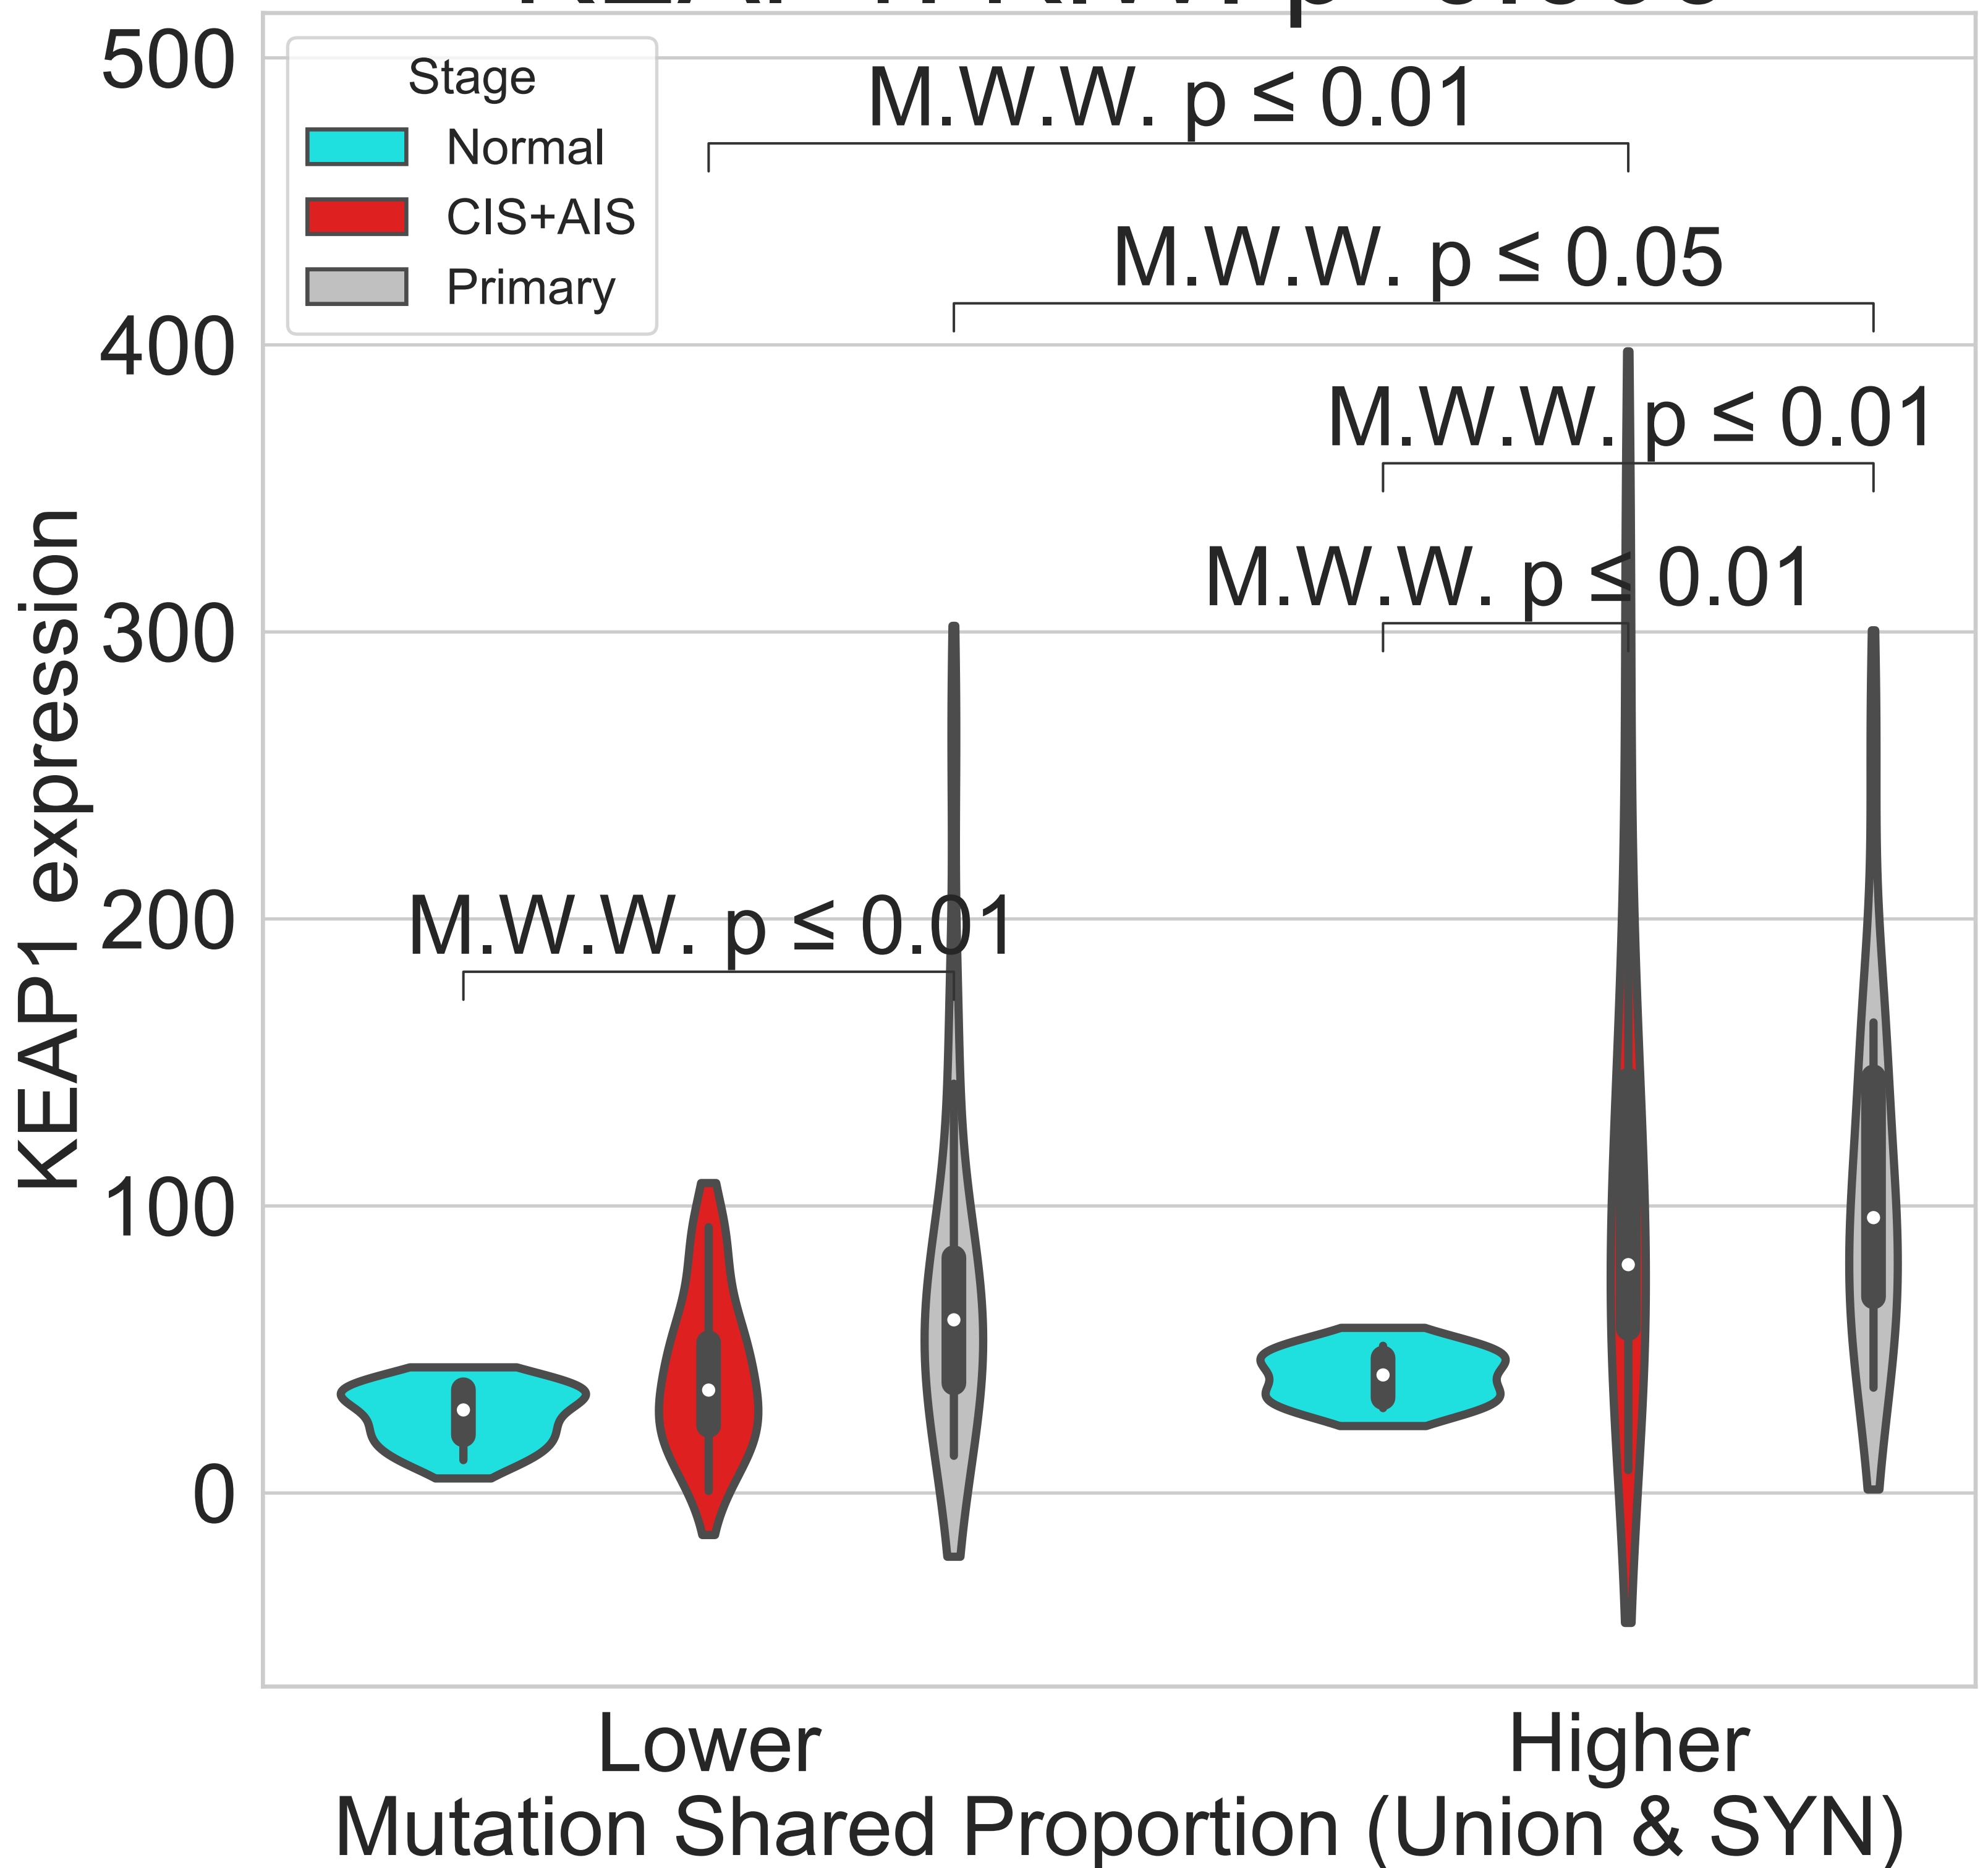 500
Stage
Normal
CIS+AIS
Primary
M.W.W. p ≤ 0.01
M.W.W. p ≤ 0.05
400
M.W.W. p ≤ 0.01
M.W.W. p ≤ 0.01
300
KEAP1 expression
200
M.W.W. p ≤ 0.01
100
0
Lower
Higher
Mutation Shared Proportion (Union & SYN)